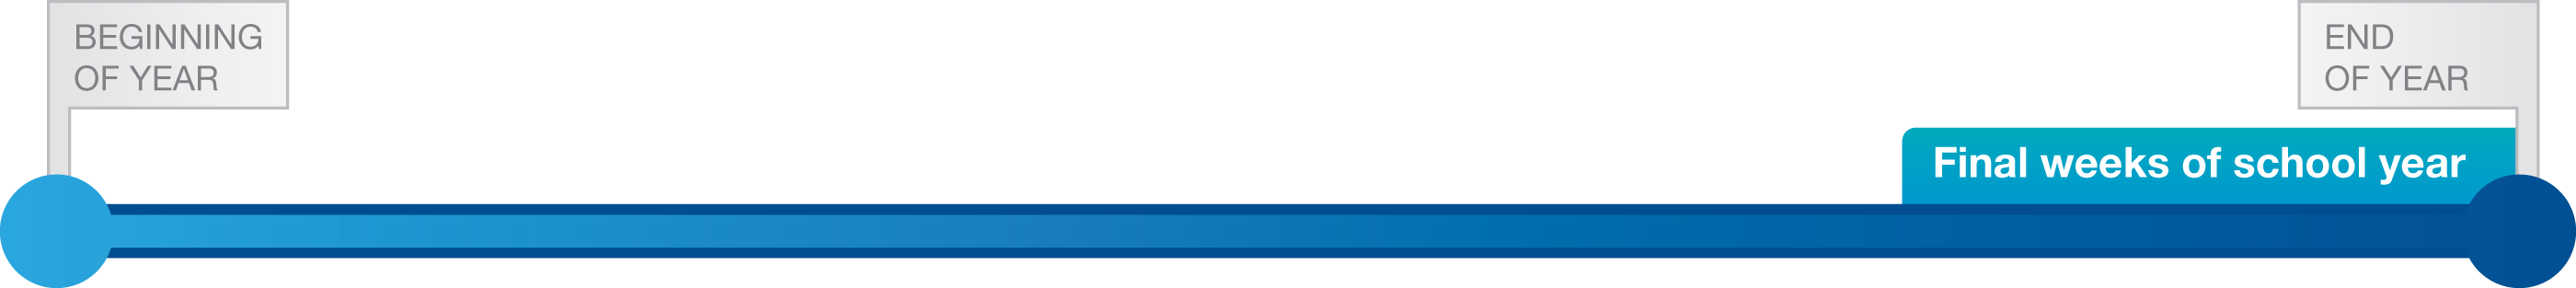 BEGINNING
OF YEAR
END
OF YEAR
Final weeks of school year